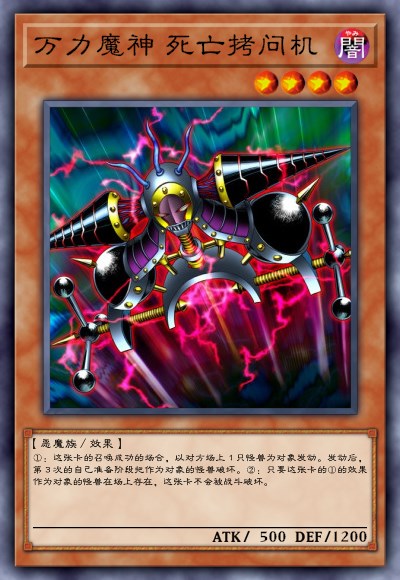 万力魔神 死亡拷问机
やみ
闇
【恶魔族／效果】
①：这张卡的召唤成功的场合，以对方场上1只怪兽为对象发动。发动后，
第3次的自己准备阶段把作为对象的怪兽破坏。②：只要这张卡的①的效果
作为对象的怪兽在场上存在，这张卡不会被战斗破坏。
ATK/ 500 DEF/1200